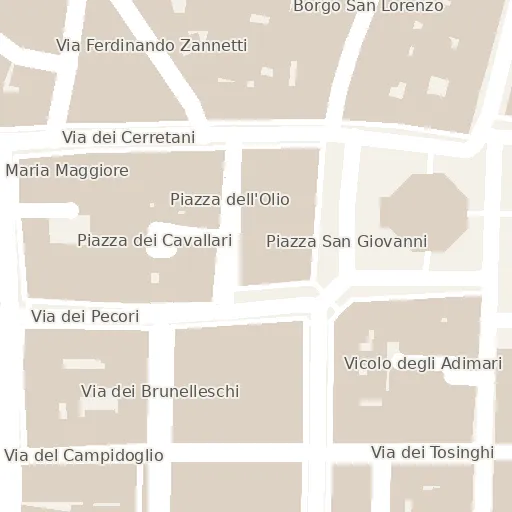 Borgo San Lorenzo
Via Ferdinando Zannetti
Via dei Cerretani
Maria Maggiore
Piazza dell'Olio
Piazza dei Cavallari
Piazza San Giovanni
Via dei Pecori
Vicolo degli Adimari
Via dei Brunelleschi
Via dei Tosinghi
Via del Campidoglio